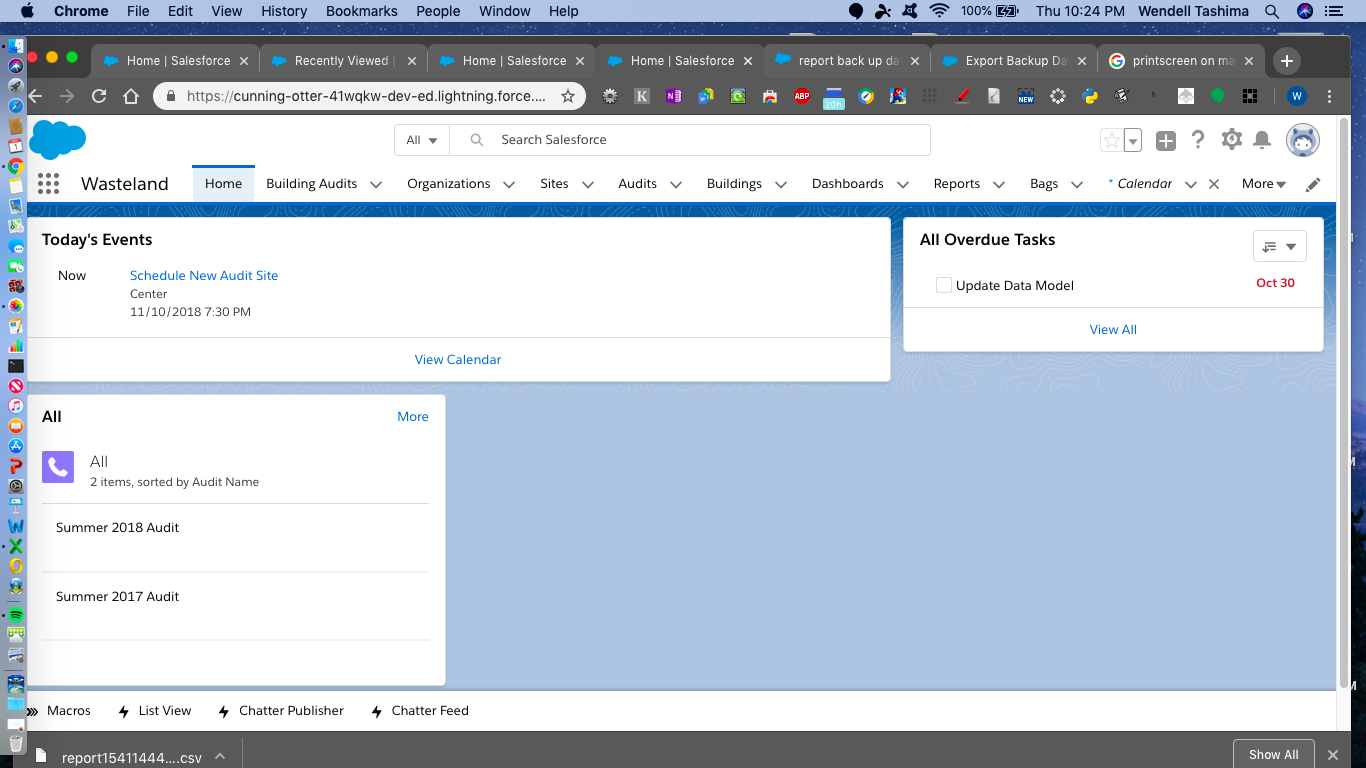 Chrome File Edit View History Bookmarks People Window Help 100% Thu 10:24 PM Wendell Tashima
Home | Salesforce Recently Viewed | Home | Salesforce Home | Salesforce report back up da Export Backup Da printscreen on ma
https://cunning-otter-41wqkw-dev-ed.lightning.force.... K N ABP 20h NEW W
All Search Salesforce
Wasteland Home Building Audits Organizations Sites Audits Buildings Dashboards Reports Bags * Calendar More
Today's Events
Now Schedule New Audit Site
Center
11/10/2018 7:30 PM
View Calendar
All Overdue Tasks
Update Data Model Oct 30
View All
All More
All
2 items, sorted by Audit Name
Summer 2018 Audit
Summer 2017 Audit
Macros List View Chatter Publisher Chatter Feed
report15411444....csv Show All